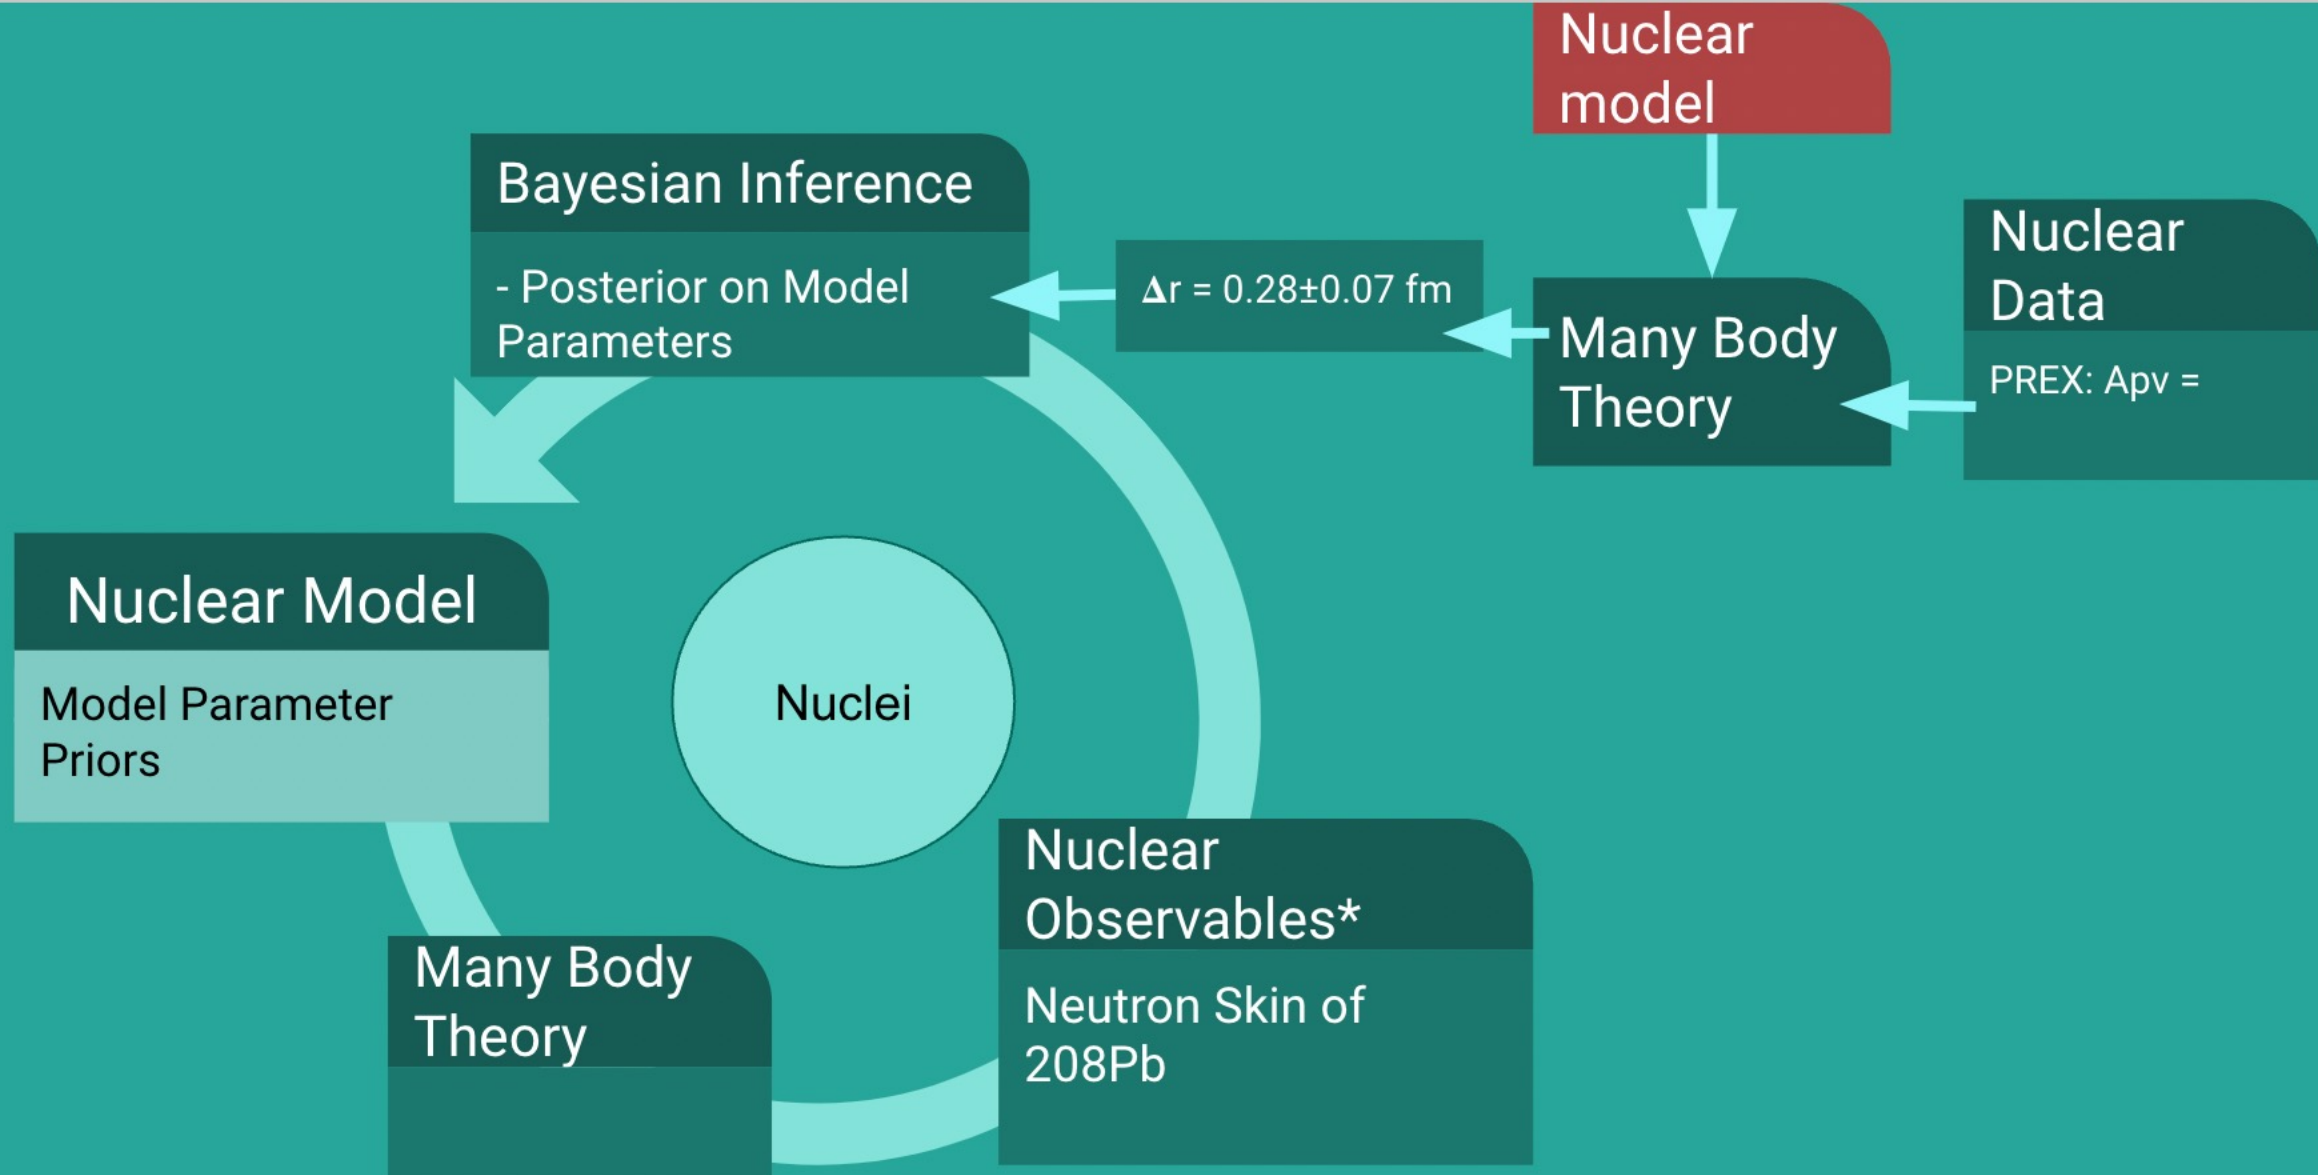 Nuclear
model
Bayesian Inference
- Posterior on Model
Parameters
Δr = 0.28±0.07 fm
Many Body
Theory
Nuclear
Data
PREX: Apv =
Nuclear Model
Model Parameter
Priors
Nuclei
Many Body
Theory
Nuclear
Observables*
Neutron Skin of
208Pb